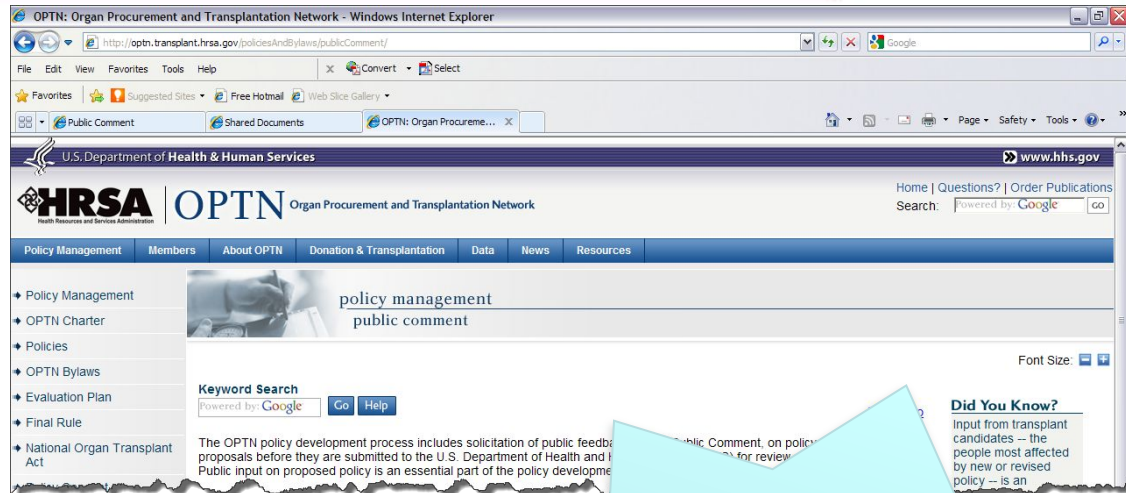 OPTN: Organ Procurement and Transplantation Network - Windows Internet Explorer
http://optn.transplant.hrsa.gov/policiesAndBylaws/publicComment/
Google
File Edit View Favorites Tools Help
x Convert Select
Favorites Suggested Sites Free Hotmail Web Slice Gallery
Public Comment Shared Documents OPTN: Organ Procureme... X
Page Safety Tools
U.S. Department of Health & Human Services
www.hhs.gov
HRSA OPTN Organ Procurement and Transplantation Network
Health Resources and Services Administration
Home | Questions? | Order Publications
Search: Powered by: Google GO
Policy Management Members About OPTN Donation & Transplantation Data News Resources
Policy Management
OPTN Charter
Policies
OPTN Bylaws
Evaluation Plan
Final Rule
National Organ Transplant
Act
policy management
public comment
Font Size:
Keyword Search
Powered by: Google Go Help
The OPTN policy development process includes solicitation of public Comment, on policy
proposals before they are submitted to the U.S. Department of Health and for review
Public input on proposed policy is an essential part of the policy
Did You Know?
Input from transplant
candidates -- the
people most affected
by new or revised
policy -- is an